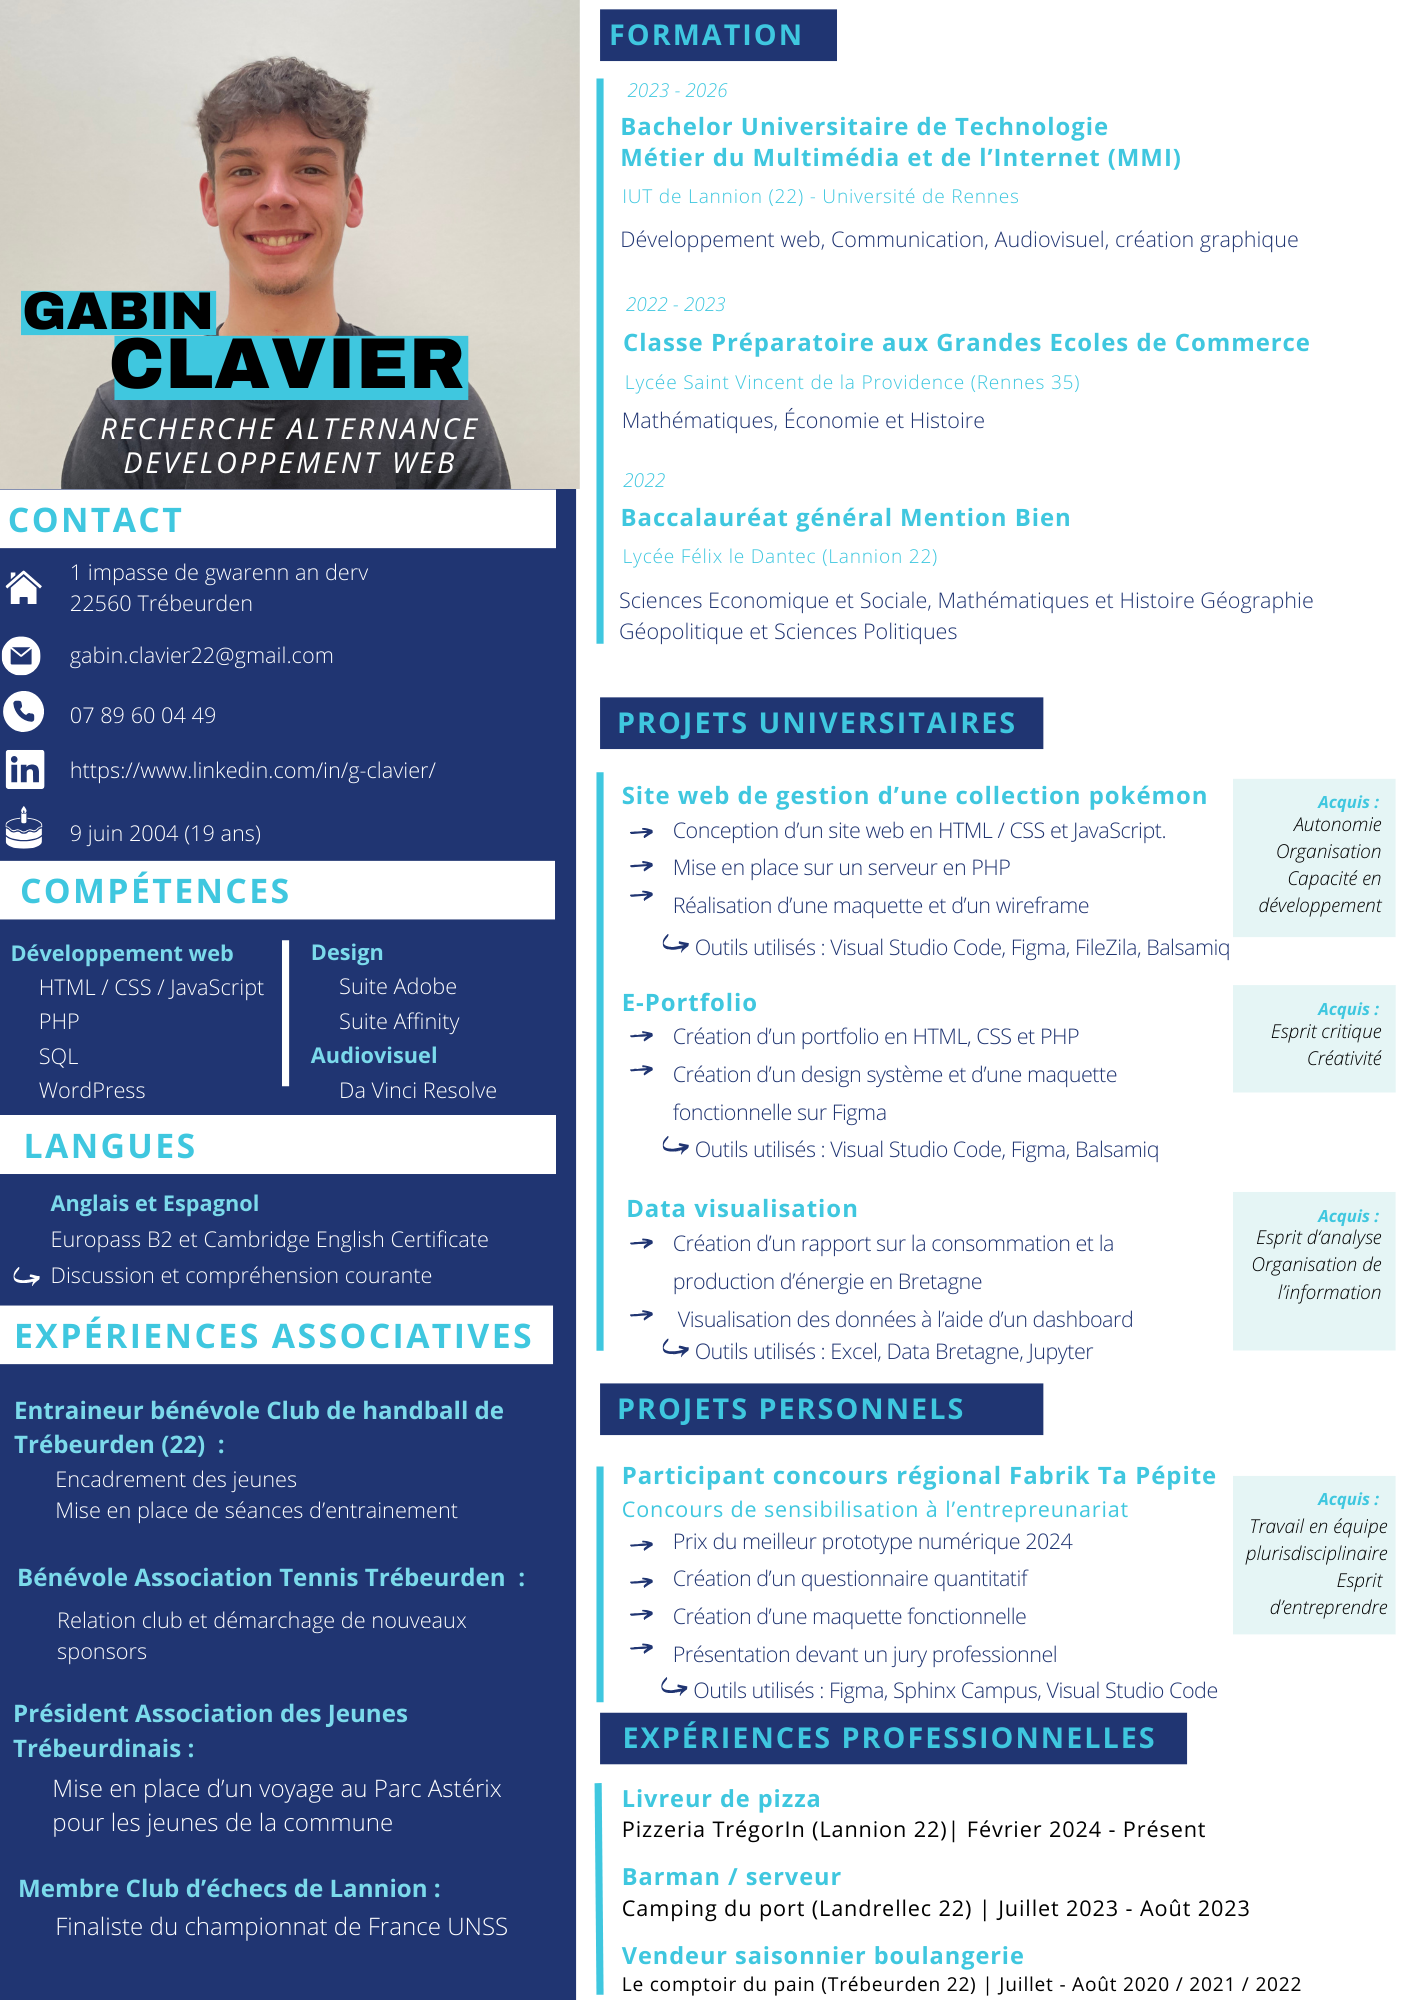 GABIN
CLAVIER
RECHERCHE ALTERNANCE
DEVELOPPEMENT WEB
CONTACT
1 impasse de gwarenn an derv
22560 Trébeurden
gabin.clavier22@gmail.com
07 89 60 04 49
in
https://www.linkedin.com/in/g-clavier/
9 juin 2004 (19 ans)
COMPÉTENCES
Développement web
HTML / CSS / JavaScript
PHP
SQL
WordPress
Design
Suite Adobe
Suite Affinity
Audiovisuel
Da Vinci Resolve
LANGUES
Anglais et Espagnol
Europass B2 et Cambridge English Certificate
Discussion et compréhension courante
EXPÉRIENCES ASSOCIATIVES
Entraineur bénévole Club de handball de
Trébeurden (22)  :
Encadrement des jeunes
Mise en place de séances d’entrainement
Bénévole Association Tennis Trébeurden  :
Relation club et démarchage de nouveaux
sponsors
Président Association des Jeunes
Trébeurdinais :
Mise en place d’un voyage au Parc Astérix
pour les jeunes de la commune
Membre Club d’échecs de Lannion :
Finaliste du championnat de France UNSS
FORMATION
2023 - 2026
Bachelor Universitaire de Technologie
Métier du Multimédia et de l’Internet (MMI)
IUT de Lannion (22) - Université de Rennes
Développement web, Communication, Audiovisuel, création graphique
2022 - 2023
Classe Préparatoire aux Grandes Ecoles de Commerce
Lycée Saint Vincent de la Providence (Rennes 35)
Mathématiques, Économie et Histoire
2022
Baccalauréat général Mention Bien
Lycée Félix le Dantec (Lannion 22)
Sciences Economique et Sociale, Mathématiques et Histoire Géographie
Géopolitique et Sciences Politiques
PROJETS UNIVERSITAIRES
Site web de gestion d’une collection pokémon
Conception d’un site web en HTML / CSS et JavaScript.
Mise en place sur un serveur en PHP
Réalisation d’une maquette et d’un wireframe
Outils utilisés : Visual Studio Code, Figma, FileZila, Balsamiq
Acquis :
Autonomie
Organisation
Capacité en
développement
E-Portfolio
Création d’un portfolio en HTML, CSS et PHP
Création d’un design système et d’une maquette
fonctionnelle sur Figma
Outils utilisés : Visual Studio Code, Figma, Balsamiq
Acquis :
Esprit critique
Créativité
Data visualisation
Création d’un rapport sur la consommation et la
production d’énergie en Bretagne
Visualisation des données à l’aide d’un dashboard
Outils utilisés : Excel, Data Bretagne, Jupyter
Acquis :
Esprit d’analyse
Organisation de
l’information
PROJETS PERSONNELS
Participant concours régional Fabrik Ta Pépite
Concours de sensibilisation à l’entrepreunariat
Prix du meilleur prototype numérique 2024
Création d’un questionnaire quantitatif
Création d’une maquette fonctionnelle
Présentation devant un jury professionnel
Outils utilisés : Figma, Sphinx Campus, Visual Studio Code
Acquis :
Travail en équipe
plurisdisciplinaire
Esprit
d’entreprendre
EXPÉRIENCES PROFESSIONNELLES
Livreur de pizza
Pizzeria TrégorIn (Lannion 22)| Février 2024 - Présent
Barman / serveur
Camping du port (Landrellec 22) | Juillet 2023 - Août 2023
Vendeur saisonnier boulangerie
Le comptoir du pain (Trébeurden 22) | Juillet - Août 2020 / 2021 / 2022